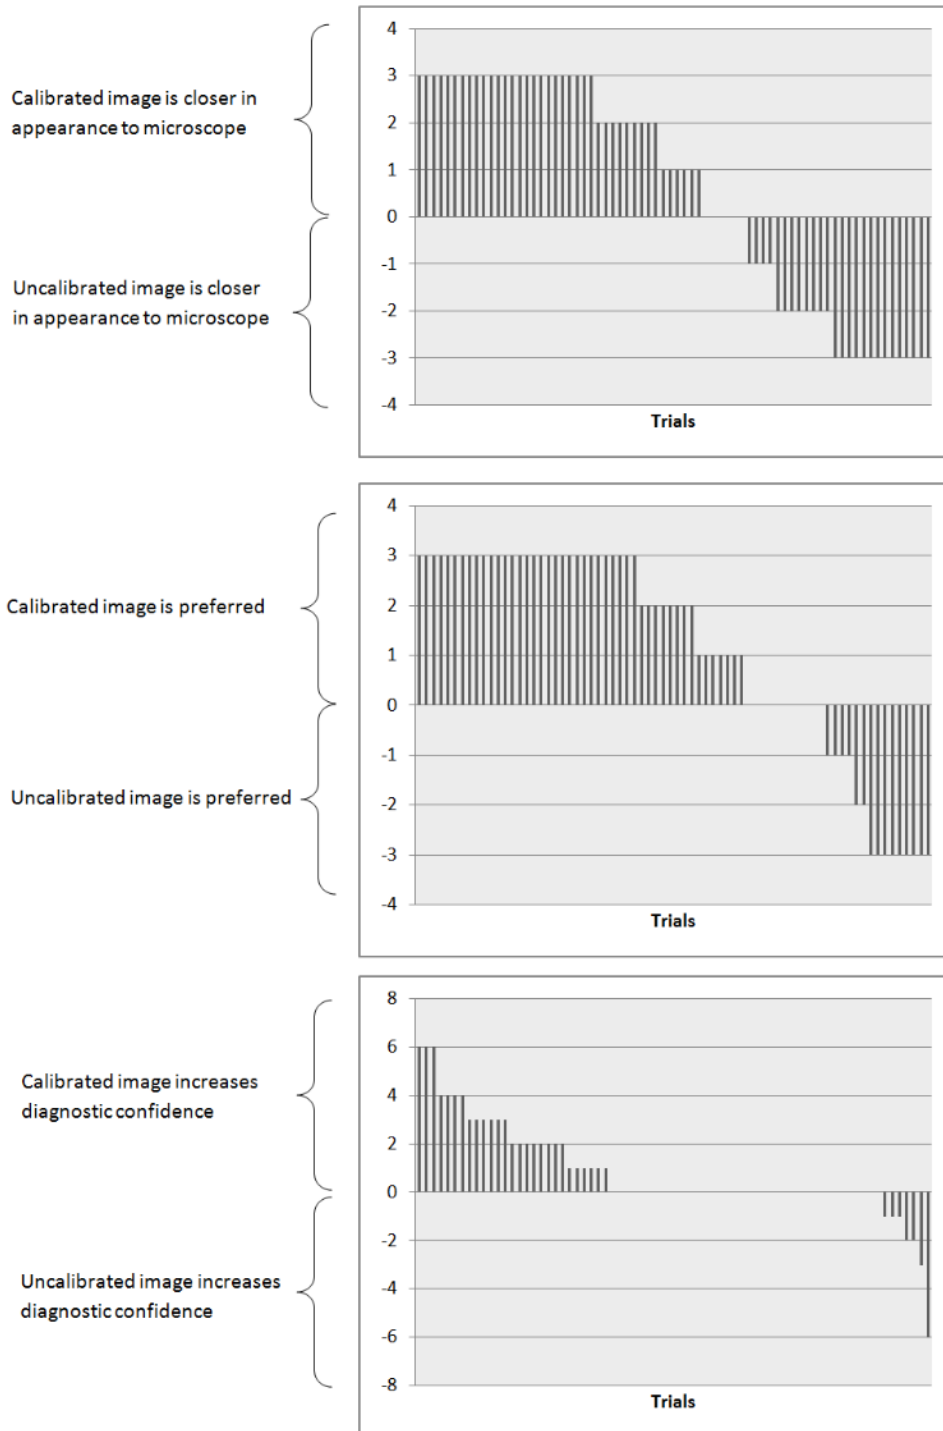 4
3
2
1
0
-1
-2
-3
-4
Calibrated image is closer in
appearance to microscope
Uncalibrated image is closer
in appearance to microscope
Trials
4
3
2
1
0
-1
-2
-3
-4
Calibrated image is preferred
Uncalibrated image is preferred
Trials
8
6
4
2
0
-2
-4
-6
-8
Calibrated image increases
diagnostic confidence
Uncalibrated image increases
diagnostic confidence
Trials